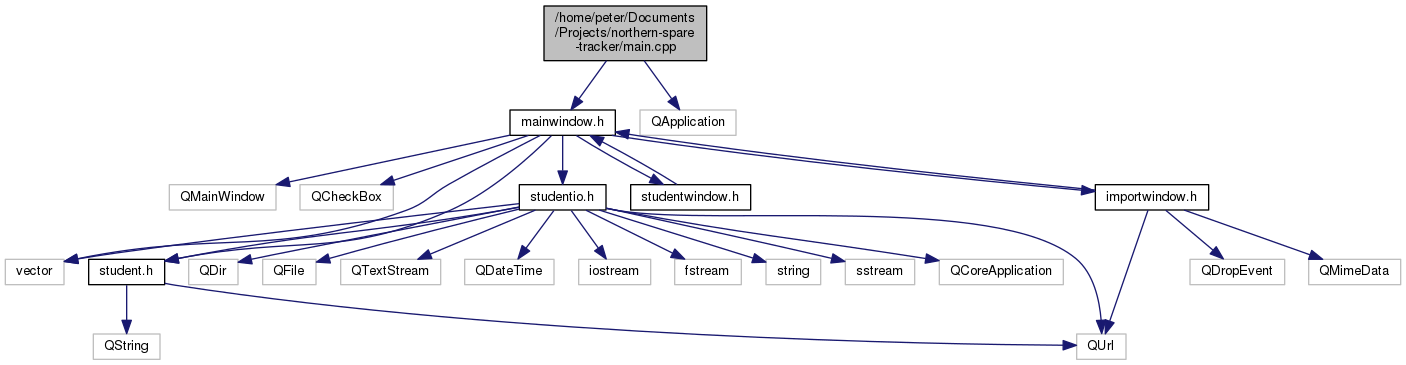 /home/peter/Documents
/Projects/northern-spare
-tracker/main.cpp
mainwindow.h
QApplication
QMainWindow
QCheckBox
studentio.h
studentwindow.h
importwindow.h
vector
student.h
QDir
QFile
QTextStream
QDateTime
iostream
fstream
string
sstream
QCoreApplication
QDropEvent
QMimeData
QString
QUrl